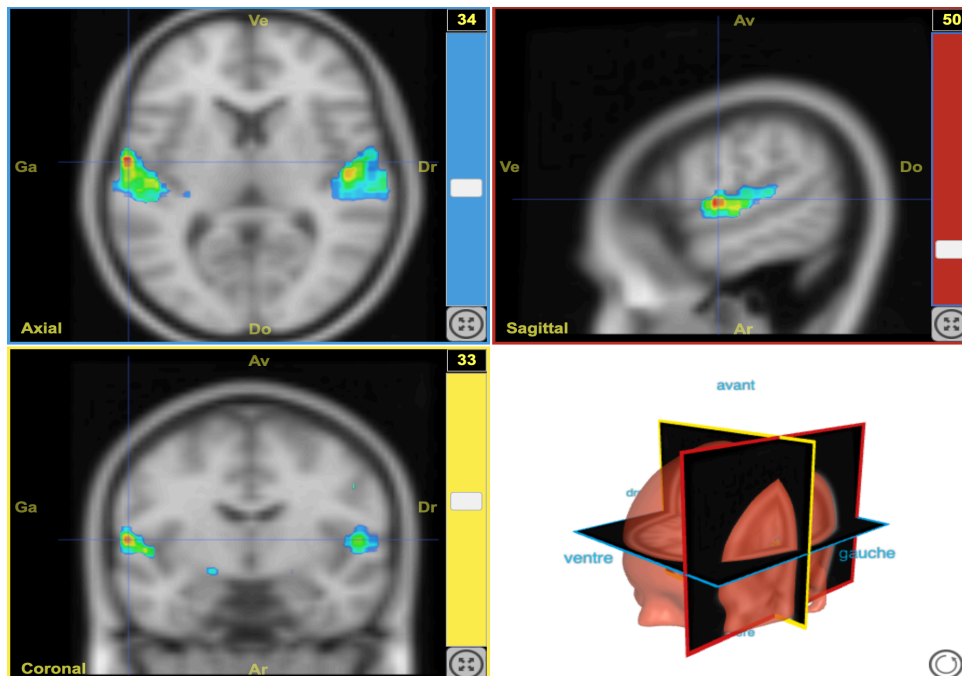 Ve
34
Ga
Dr
Axial
Do
Av
50
Ve
Do
Sagittal
Ar
Av
33
Ga
Dr
Coronal
Ar
avant
ventre
gauche